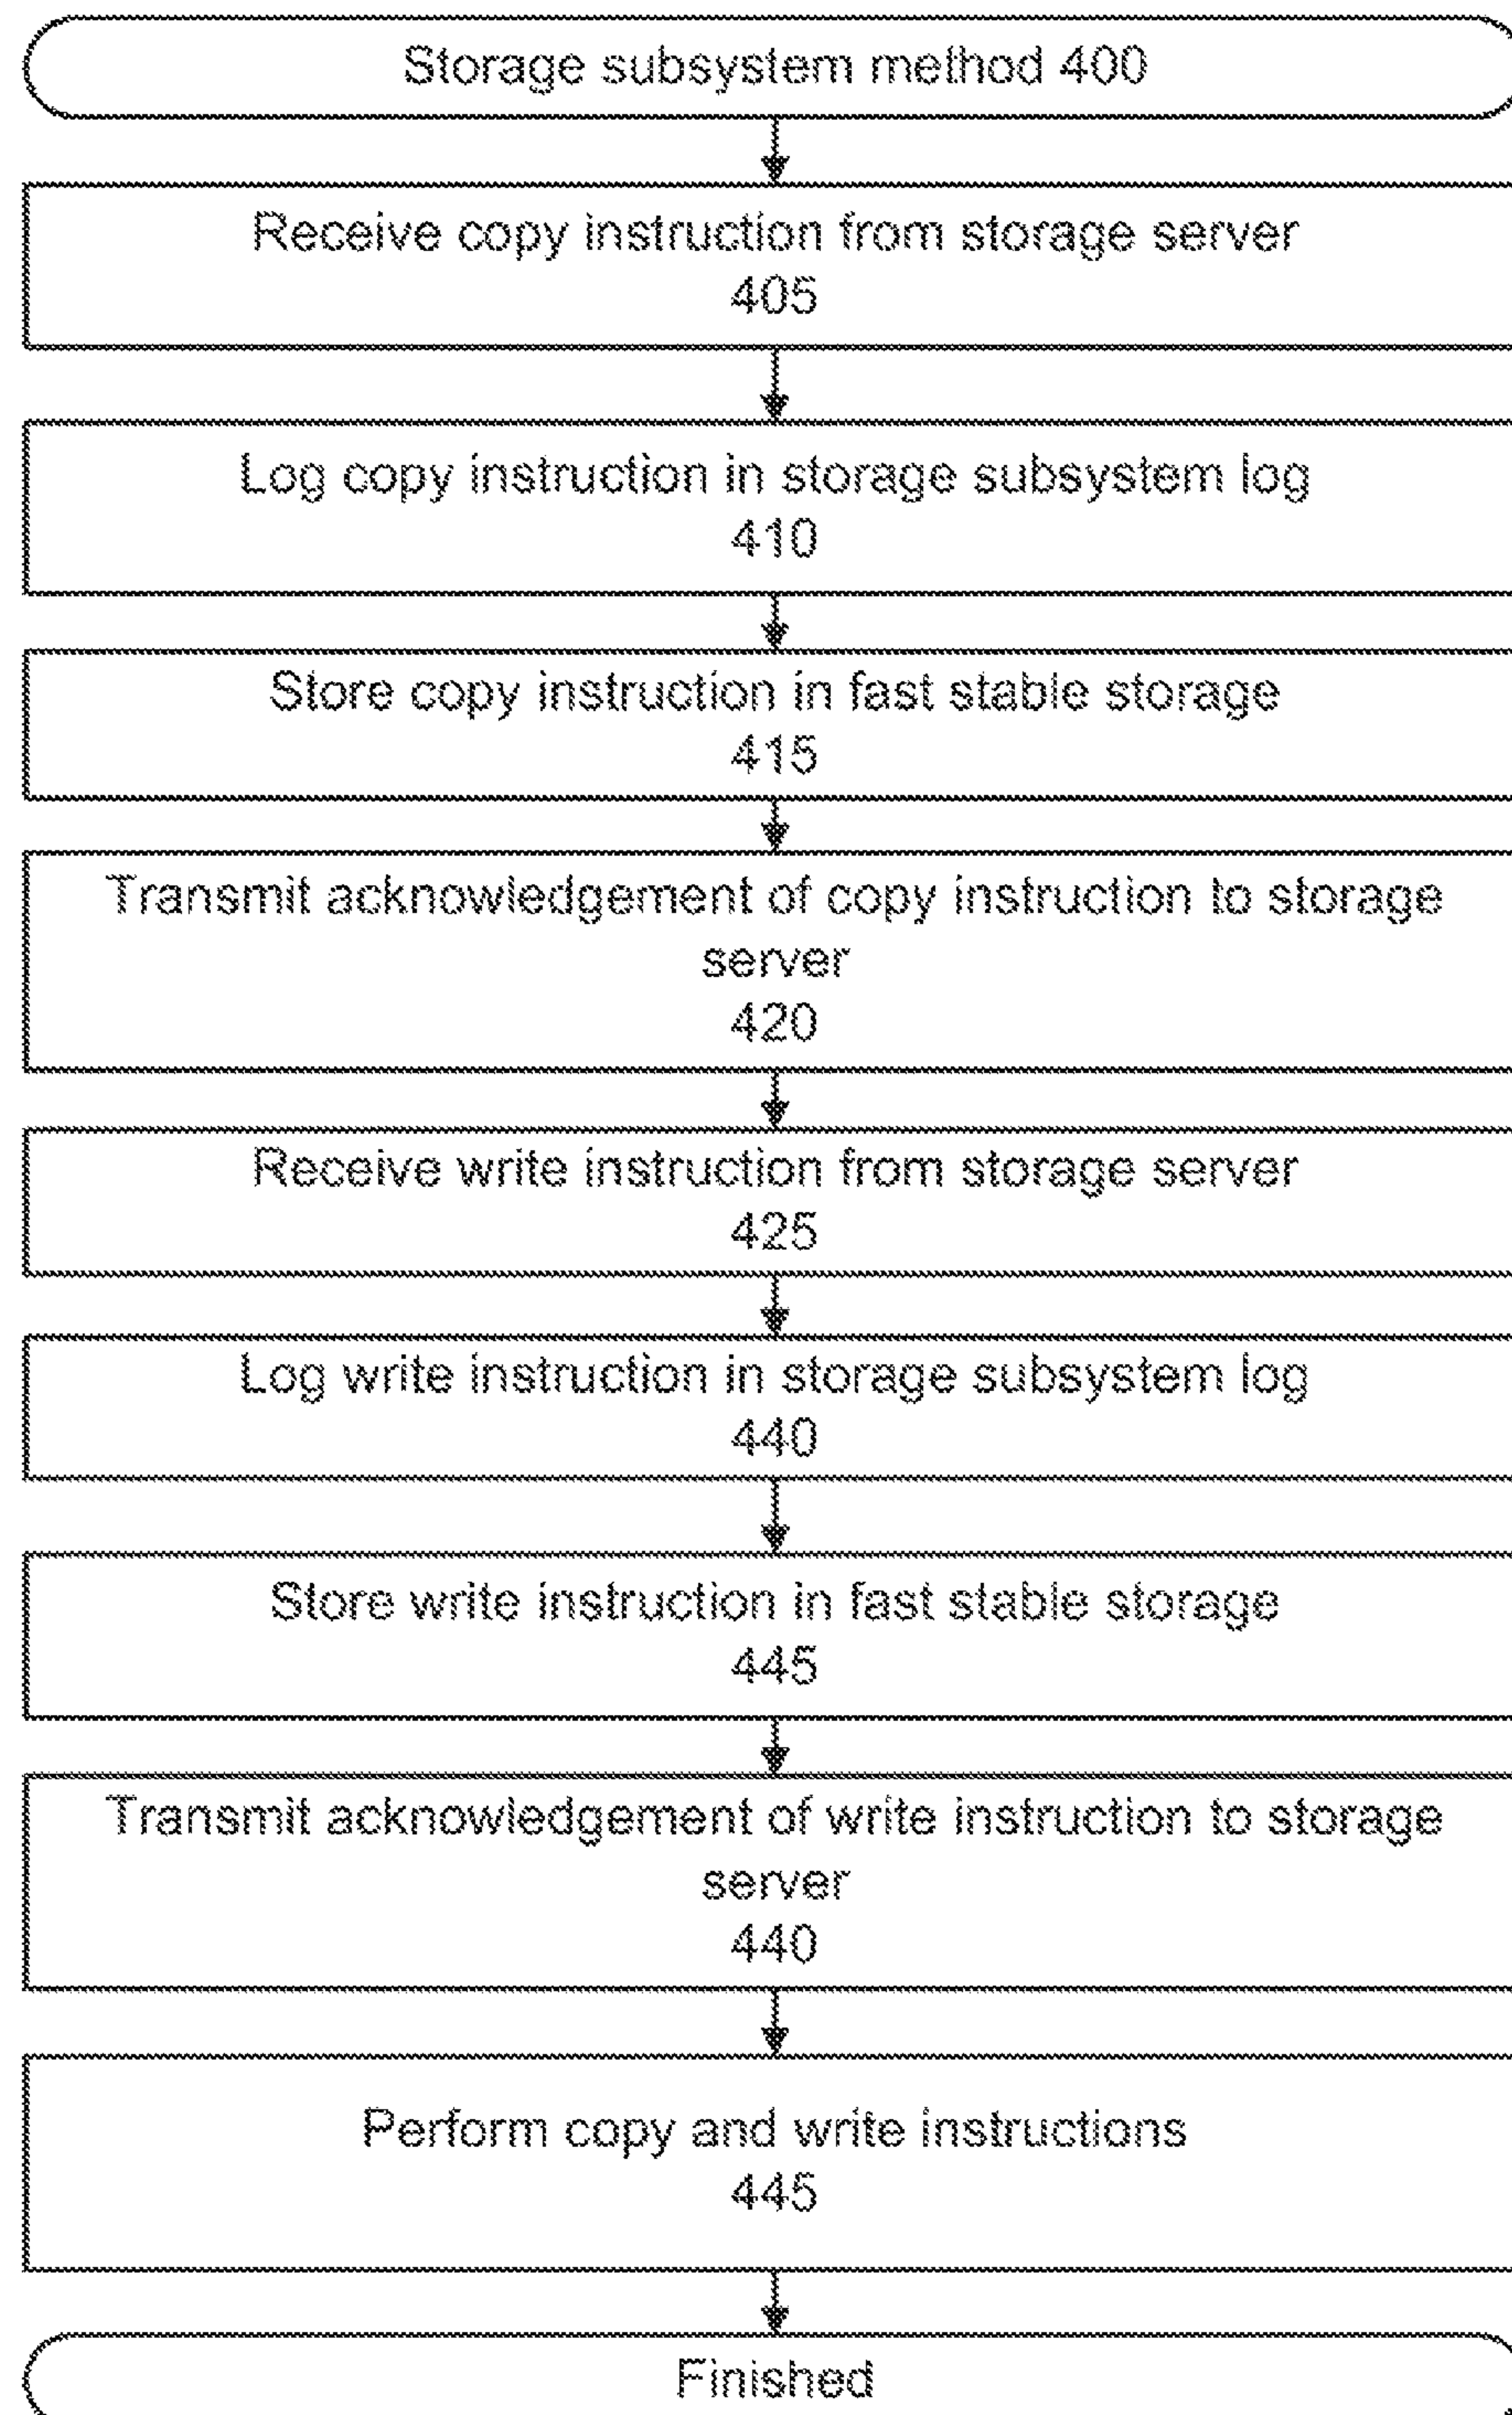 Storage subsystem method 400
Receive copy instruction from storage server
405
Log copy instruction in storage subsystem log
410
Store copy instruction in fast stable storage
415
Transmit acknowledgement of copy instruction to storage
server
420
Receive write instruction from storage server
425
Log write instruction in storage subsystem log
440
Store write instruction in fast stable storage
445
Transmit acknowledgement of write instruction to storage
server
440
Perform copy and write instructions
445
Finished